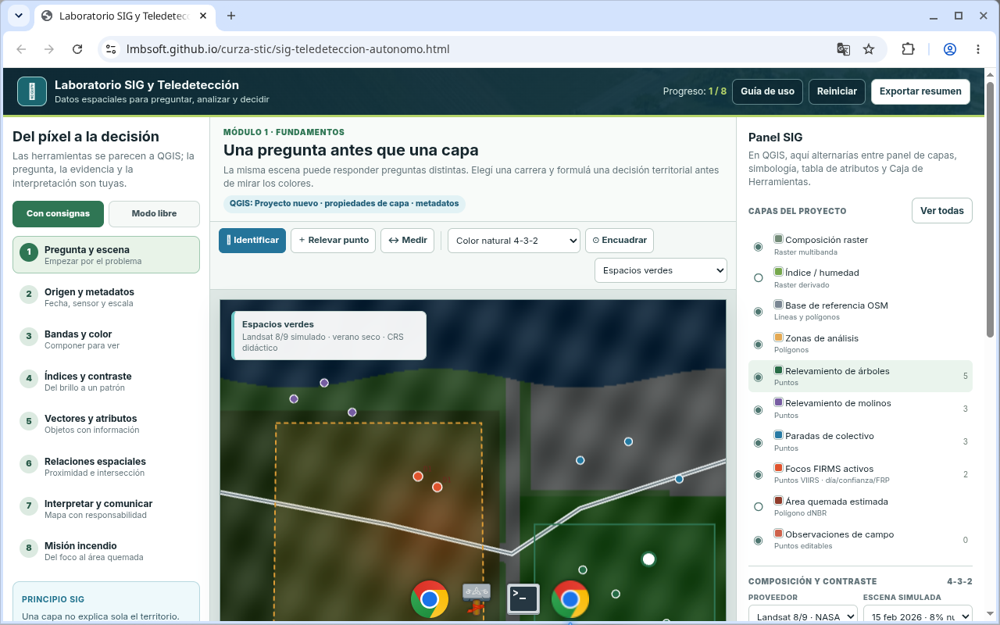 Laboratorio SIG y Teledetecc
lmbsoft.github.io/curza-stic/sig-teledeteccion-autonomo.html
Laboratorio SIG y Teledetección
Datos espaciales para preguntar, analizar y decidir
Progreso: 1 / 8
Guía de uso
Reiniciar
Exportar resumen
Del píxel a la decisión
Las herramientas se parecen a QGIS; la
pregunta, la evidencia y la
interpretación son tuyas.
Con consignas
Modo libre
1
Pregunta y escena
Empezar por el problema
2
Origen y metadatos
Fecha, sensor y escala
3
Bandas y color
Componer para ver
4
Índices y contraste
Del brillo a un patrón
5
Vectores y atributos
Objetos con información
6
Relaciones espaciales
Proximidad e intersección
7
Interpretar y comunicar
Mapa con responsabilidad
8
Misión incendio
Del foco al área quemada
PRINCIPIO SIG
Una capa no explica sola el territorio.
MÓDULO 1 · FUNDAMENTOS
Una pregunta antes que una capa
La misma escena puede responder preguntas distintas. Elegí una carrera y formulá una decisión territorial antes
de mirar los colores.
QGIS: Proyecto nuevo · propiedades de capa · metadatos
Identificar
+ Relevar punto
↔ Medir
Color natural 4-3-2
⊙ Encuadrar
Espacios verdes
Espacios verdes
Landsat 8/9 simulado · verano seco · CRS
didáctico
Panel SIG
En QGIS, aquí alternarías entre panel de capas,
simbología, tabla de atributos y Caja de
Herramientas.
CAPAS DEL PROYECTO
Ver todas
Composición raster
Raster multibanda
Índice / humedad
Raster derivado
Base de referencia OSM
Líneas y polígonos
Zonas de análisis
Polígonos
Relevamiento de árboles
Puntos
5
Relevamiento de molinos
Puntos
3
Paradas de colectivo
Puntos
3
Focos FIRMS activos
Puntos VIIRS · día/confianza/FRP
2
Área quemada estimada
Polígono dNBR
Observaciones de campo
Puntos editables
0
COMPOSICIÓN Y CONTRASTE
4-3-2
PROVEEDOR
ESCENA SIMULADA
Landsat 8/9 · NASA
15 feb 2026 · 8% nu